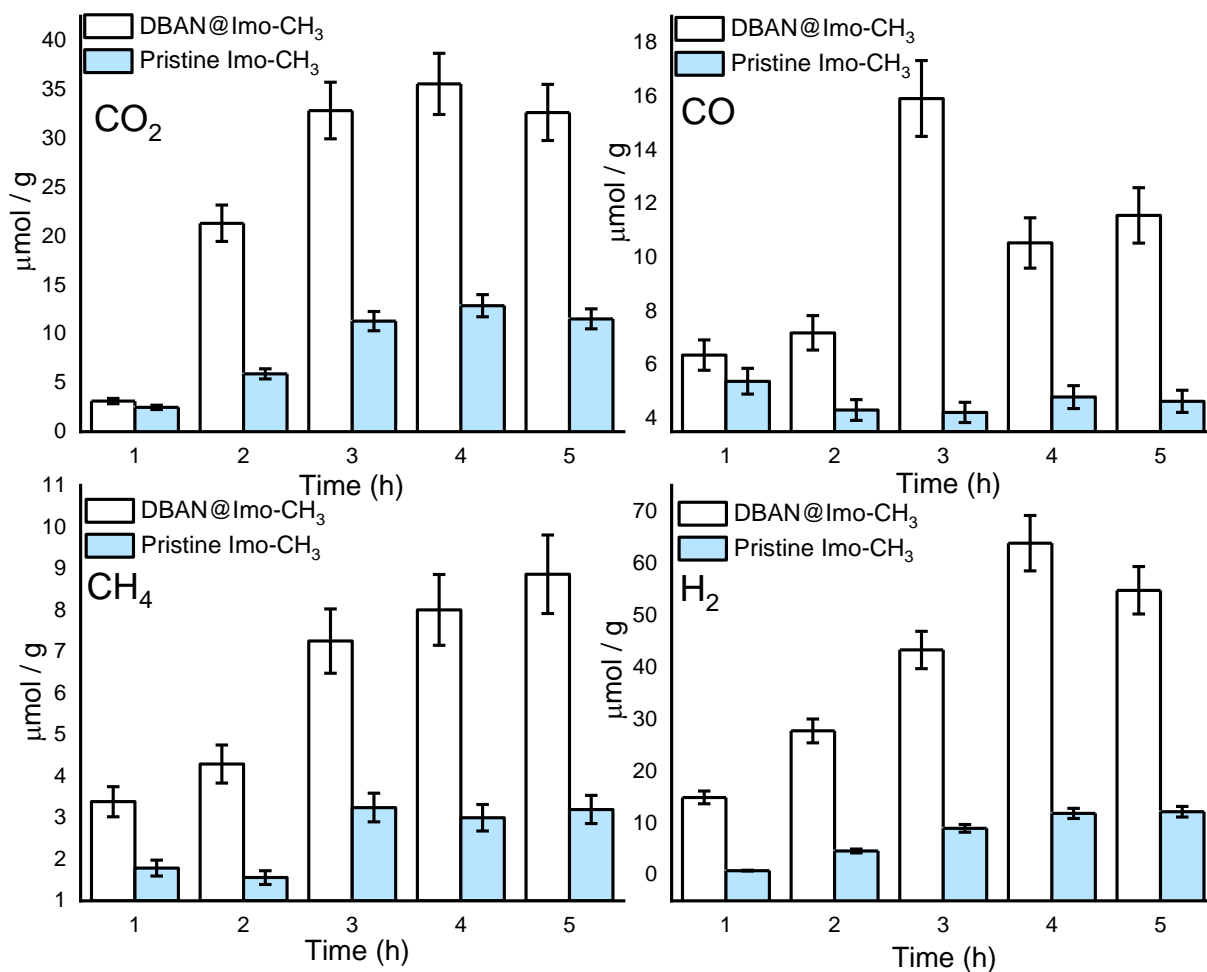 DBAN@Imo-CH₃
Pristine Imo-CH₃
CO₂
μmol / g
40
35
30
25
20
15
10
5
0
1 2 3 4 5
Time (h)
DBAN@Imo-CH₃
Pristine Imo-CH₃
CO
μmol / g
18
16
14
12
10
8
6
4
1 2 3 4 5
Time (h)
DBAN@Imo-CH₃
Pristine Imo-CH₃
CH₄
μmol / g
11
10
9
8
7
6
5
4
3
2
1
1 2 3 4 5
Time (h)
DBAN@Imo-CH₃
Pristine Imo-CH₃
H₂
μmol / g
70
60
50
40
30
20
10
0
1 2 3 4 5
Time (h)